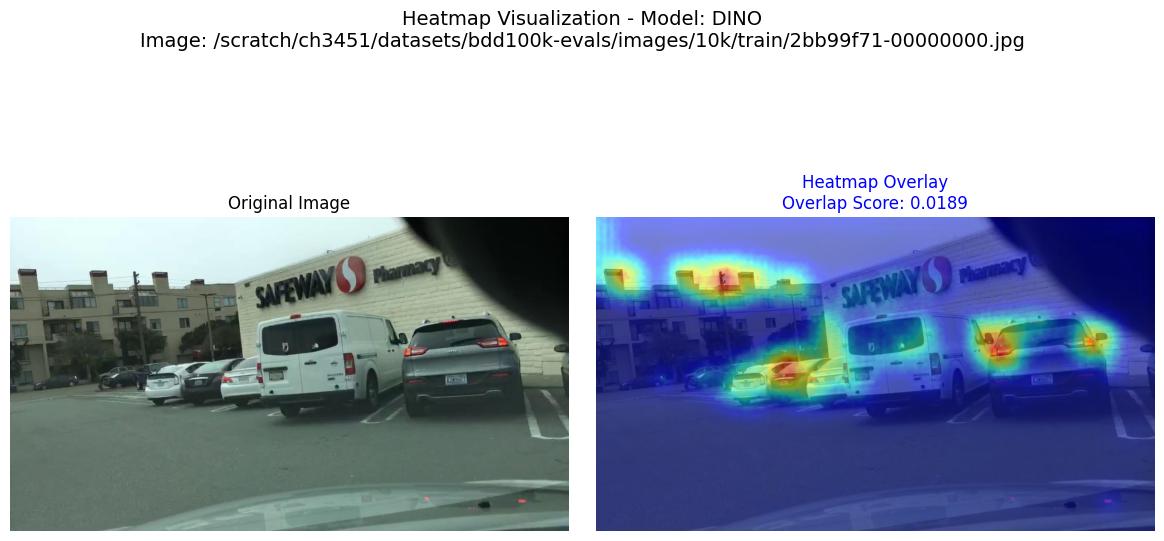 Heatmap Visualization - Model: DINO
Image: /scratch/ch3451/datasets/bdd100k-evals/images/10k/train/2bb99f71-00000000.jpg
Original Image
Heatmap Overlay
Overlap Score: 0.0189
SAFEWAY Pharmacy
SAFEWAY Pharmacy